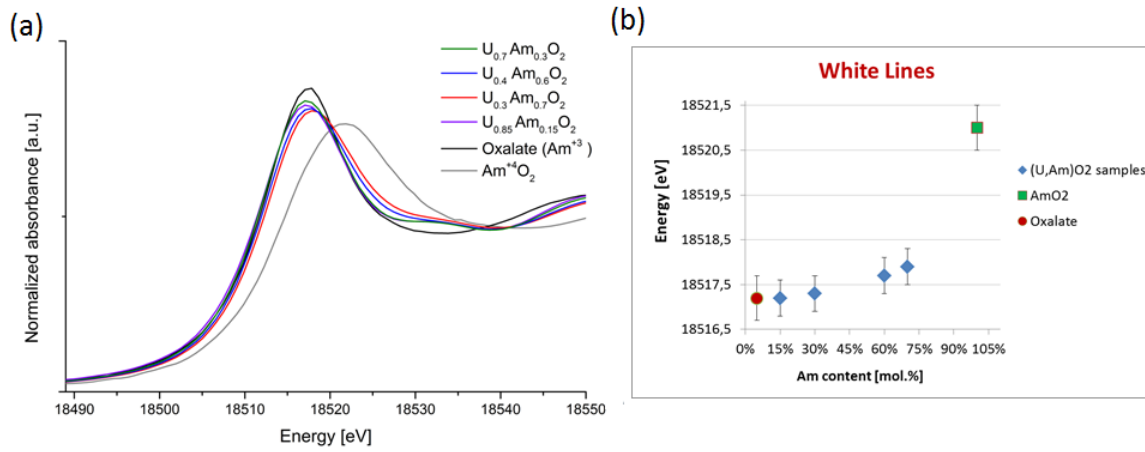 (a)
U0.7 Am0.3O2
U0.4 Am0.6O2
U0.3 Am0.7O2
U0.85 Am0.15O2
Oxalate (Am+3 )
Am+4O2
Normalized absorbance [a.u.]
18490 18500 18510 18520 18530 18540 18550
Energy [eV]
(b)
White Lines
18521,5
18520,5
18519,5
18518,5
18517,5
18516,5
Energy [eV]
0% 15% 30% 45% 60% 75% 90% 105%
Am content [mol.%]
(U,Am)O2 samples
AmO2
Oxalate